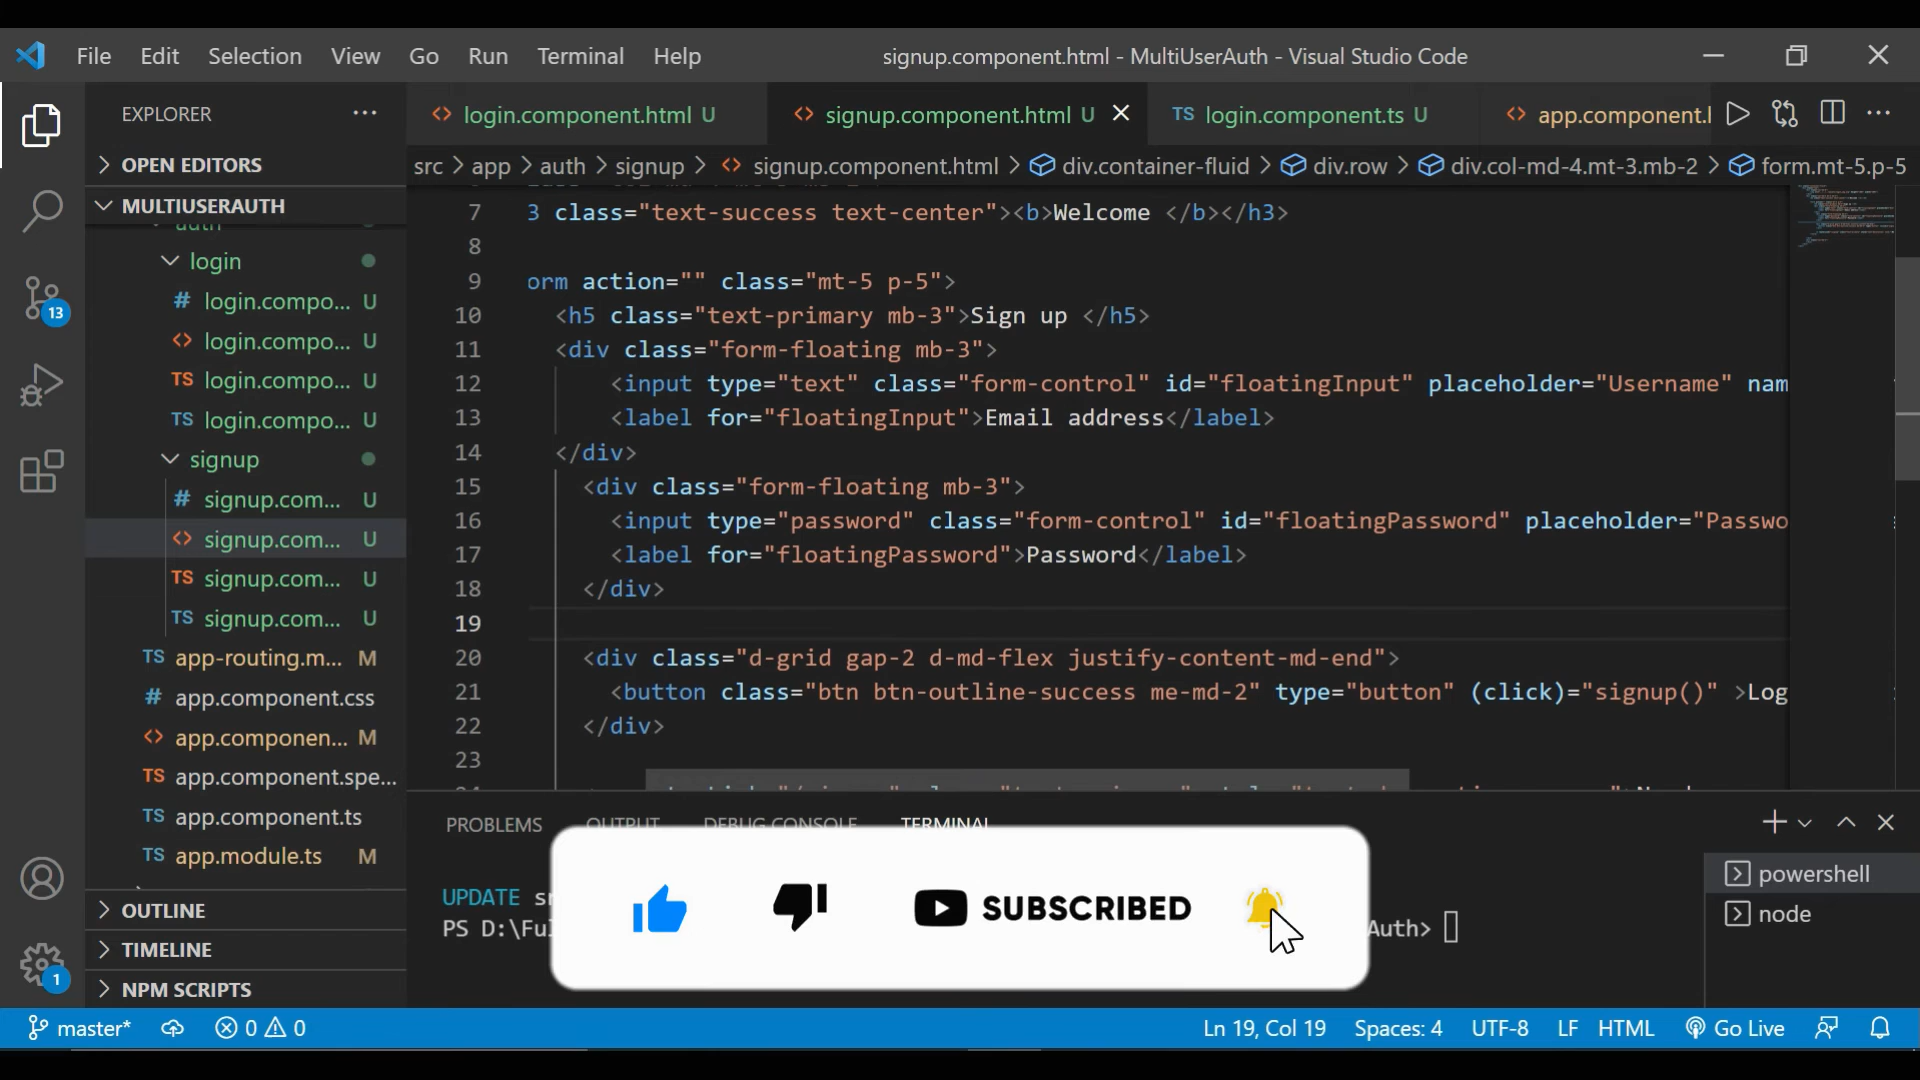 File Edit Selection View Go Run Terminal Help signup.component.html - MultiUserAuth - Visual Studio Code
EXPLORER ···
login.component.html U signup.component.html U login.component.ts U app.component.
OPEN EDITORS
src > app > auth > signup > signup.component.html > div.container-fluid > div.row > div.col-md-4.mt-3.mb-2 > form.mt-5.p-5
MULTIUSERAUTH
auth
login
login.compo... U
login.compo... U
login.compo... U
login.compo... U
signup
signup.com... U
signup.com... U
signup.com... U
signup.com... U
app-routing.m... M
app.component.css
app.componen... M
app.component.spe...
app.component.ts
app.module.ts M
OUTLINE
TIMELINE
NPM SCRIPTS
13
1
7 3 class="text-success text-center"><b>Welcome </b></h3>
8
9 orm action="" class="mt-5 p-5">
10 <h5 class="text-primary mb-3">Sign up </h5>
11 <div class="form-floating mb-3">
12 <input type="text" class="form-control" id="floatingInput" placeholder="Username" nam
13 <label for="floatingInput">Email address</label>
14 </div>
15 <div class="form-floating mb-3">
16 <input type="password" class="form-control" id="floatingPassword" placeholder="Passwo
17 <label for="floatingPassword">Password</label>
18 </div>
19
20 <div class="d-grid gap-2 d-md-flex justify-content-md-end">
21 <button class="btn btn-outline-success me-md-2" type="button" (click)="signup()" >Log
22 </div>
23
PROBLEMS OUTPUT DEBUG CONSOLE TERMINAL
UPDATE sr
PS D:\Ful Auth>
powershell
node
SUBSCRIBED
master* 0 0 Ln 19, Col 19 Spaces: 4 UTF-8 LF HTML Go Live